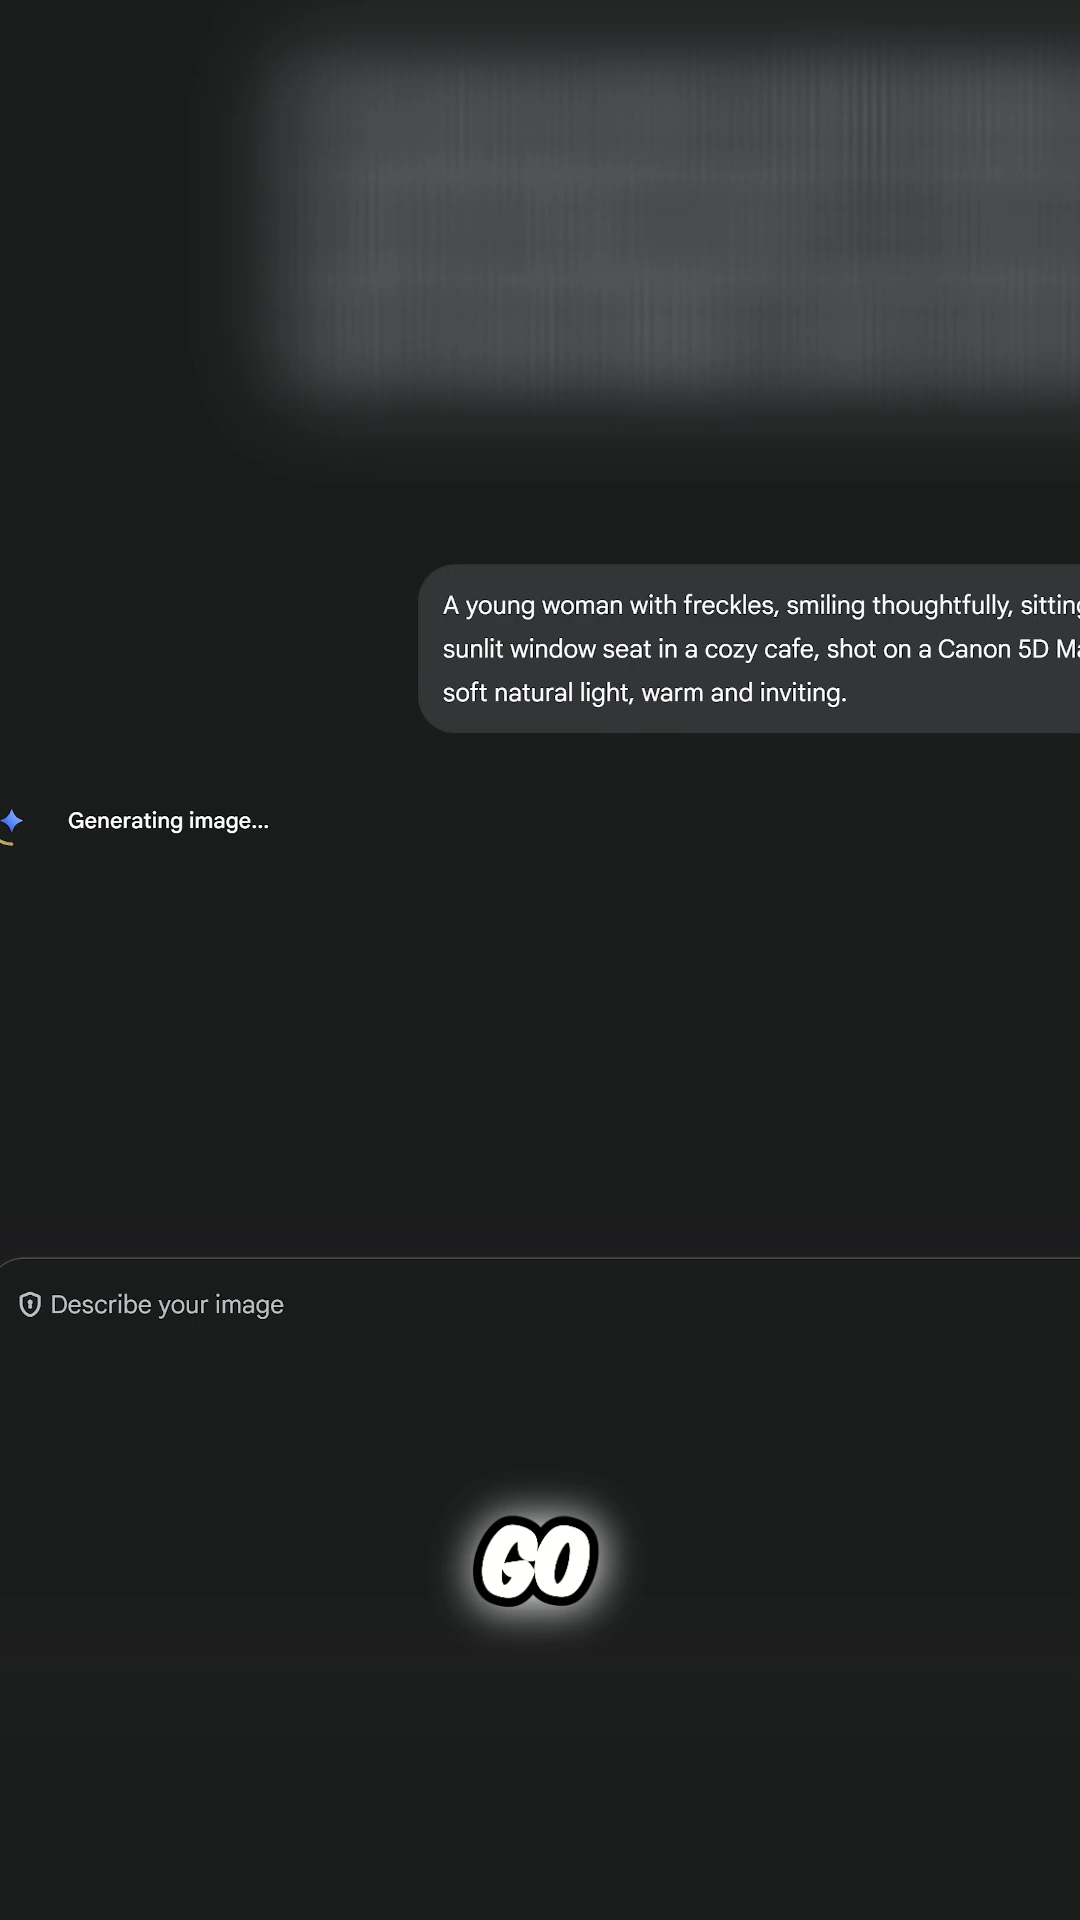 A young woman with freckles, smiling thoughtfully, sitting
sunlit window seat in a cozy cafe, shot on a Canon 5D
soft natural light, warm and inviting.
Generating image...
Describe your image
GO